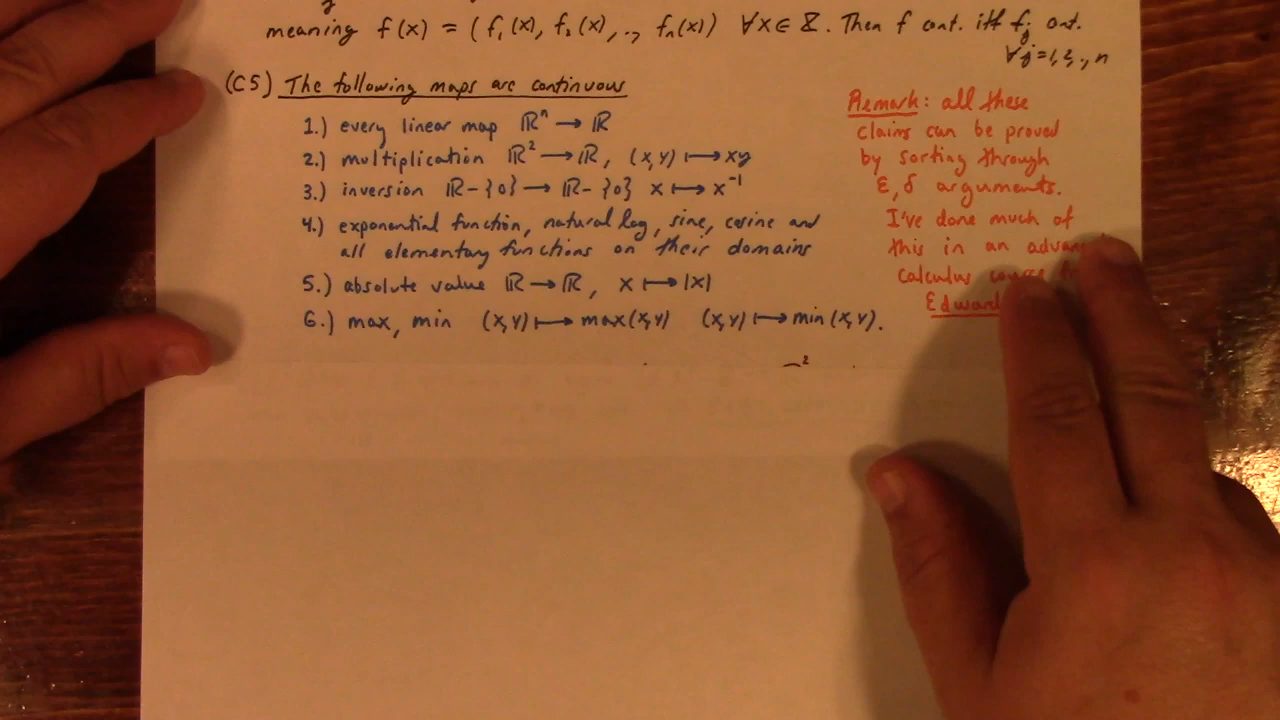 meaning f(x) = (f₁(x), f₂(x), .., fₙ(x)) ∀x∈Z. Then f cont. iff fⱼ cont.
∀j=1,2,.,n
(C5) The following maps are continuous
1.) every linear map ℝⁿ → ℝ
2.) multiplication ℝ² → ℝ, (x,y) ↦ xy
3.) inversion ℝ-{0} → ℝ-{0} x ↦ x⁻¹
4.) exponential function, natural log, sine, cosine and
all elementary functions on their domains
5.) absolute value ℝ → ℝ, x ↦ |x|
6.) max, min (x,y) ↦ max(x,y) (x,y) ↦ min(x,y).
Remark: all these
claims can be proved
by sorting through
ε, δ arguments.
I've done much of
this in an
calculus
Edward